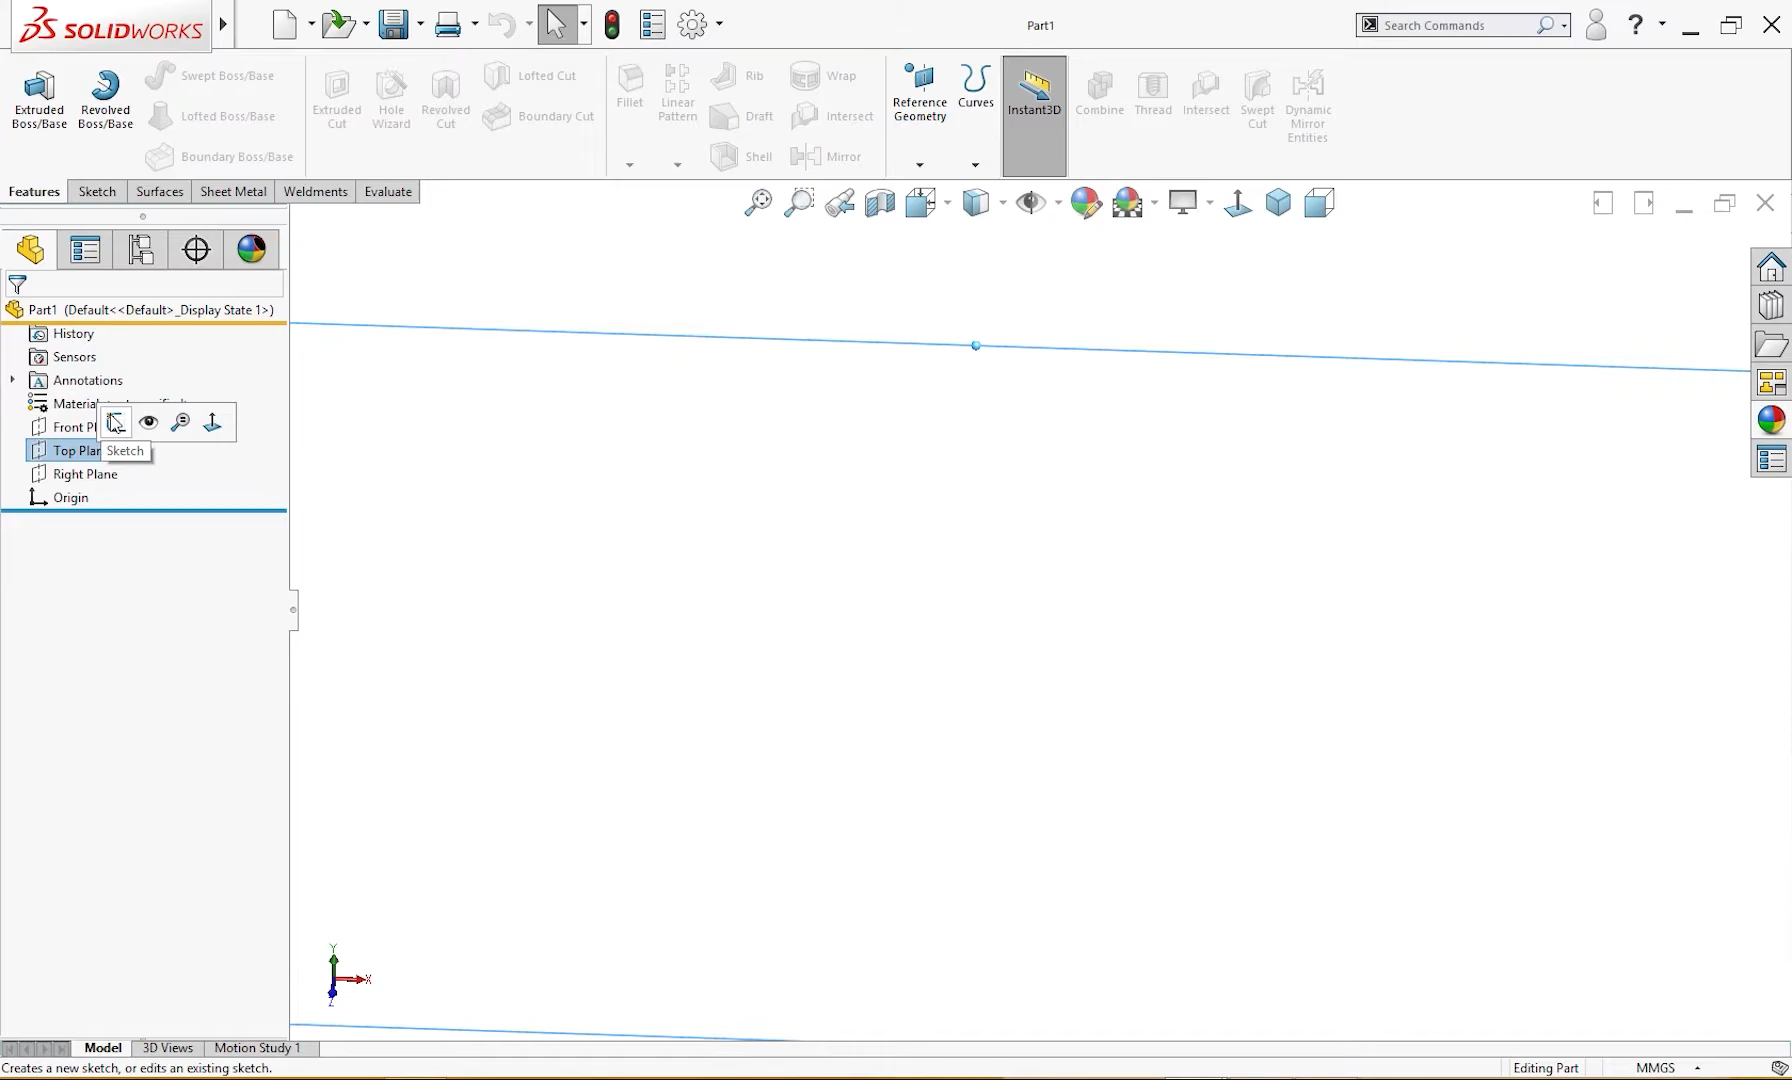 SOLIDWORKS
Part1
Search Commands
?
Extruded Boss/Base
Revolved Boss/Base
Swept Boss/Base
Lofted Boss/Base
Boundary Boss/Base
Extruded Cut
Hole Wizard
Revolved Cut
Lofted Cut
Boundary Cut
Fillet
Linear Pattern
Rib
Draft
Shell
Wrap
Intersect
Mirror
Reference Geometry
Curves
Instant3D
Combine
Thread
Intersect
Swept Cut
Dynamic Mirror Entities
Features
Sketch
Surfaces
Sheet Metal
Weldments
Evaluate
Part1 (Default<<Default>_Display State 1>)
History
Sensors
Annotations
Material
Front Pl
Top Plan
Sketch
Right Plane
Origin
Y
X
Z
Model
3D Views
Motion Study 1
Creates a new sketch, or edits an existing sketch.
Editing Part
MMGS